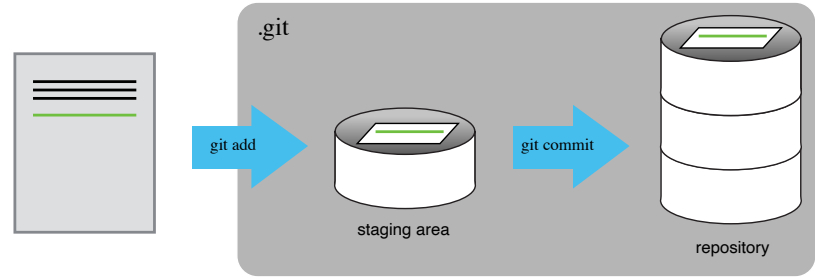 .git
git add
git commit
staging area
repository